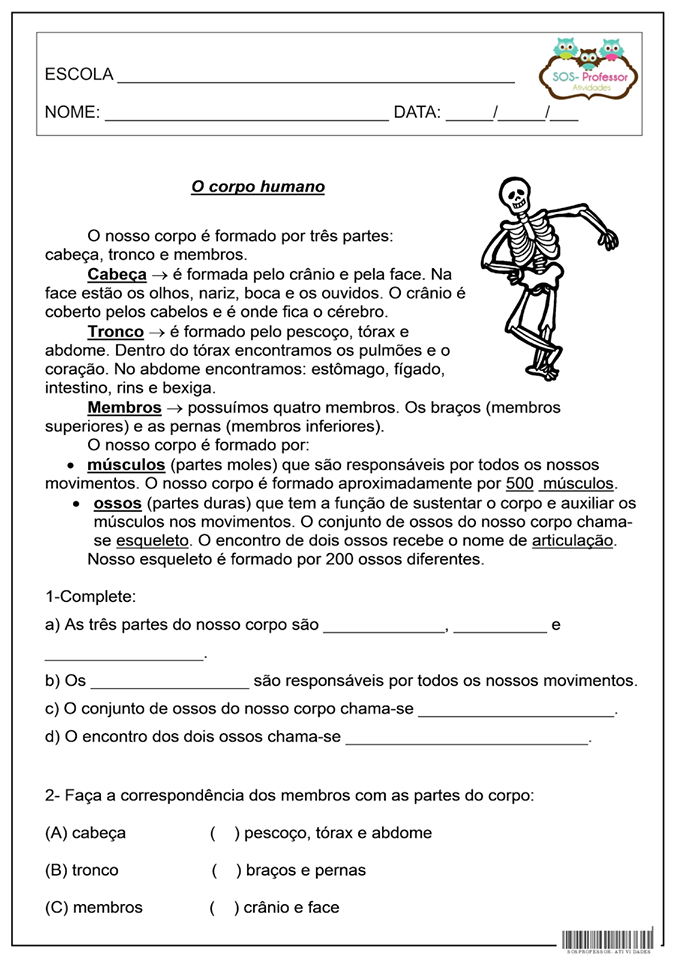 SOS- Professor
Atividades
ESCOLA __________________________________________
NOME: ______________________________ DATA: _____/_____/___
O corpo humano
O nosso corpo é formado por três partes:
cabeça, tronco e membros.
Cabeça → é formada pelo crânio e pela face. Na
face estão os olhos, nariz, boca e os ouvidos. O crânio é
coberto pelos cabelos e é onde fica o cérebro.
Tronco → é formado pelo pescoço, tórax e
abdome. Dentro do tórax encontramos os pulmões e o
coração. No abdome encontramos: estômago, fígado,
intestino, rins e bexiga.
Membros → possuímos quatro membros. Os braços (membros
superiores) e as pernas (membros inferiores).
O nosso corpo é formado por:
• músculos (partes moles) que são responsáveis por todos os nossos
movimentos. O nosso corpo é formado aproximadamente por 500 músculos.
• ossos (partes duras) que tem a função de sustentar o corpo e auxiliar os
músculos nos movimentos. O conjunto de ossos do nosso corpo chama-
se esqueleto. O encontro de dois ossos recebe o nome de articulação.
Nosso esqueleto é formado por 200 ossos diferentes.
1-Complete:
a) As três partes do nosso corpo são _____________, __________ e
_________________.
b) Os _________________ são responsáveis por todos os nossos movimentos.
c) O conjunto de ossos do nosso corpo chama-se _____________________.
d) O encontro dos dois ossos chama-se __________________________.
2- Faça a correspondência dos membros com as partes do corpo:
(A) cabeça ( ) pescoço, tórax e abdome
(B) tronco ( ) braços e pernas
(C) membros ( ) crânio e face
SOSPROFESSOR-ATIVIDADES